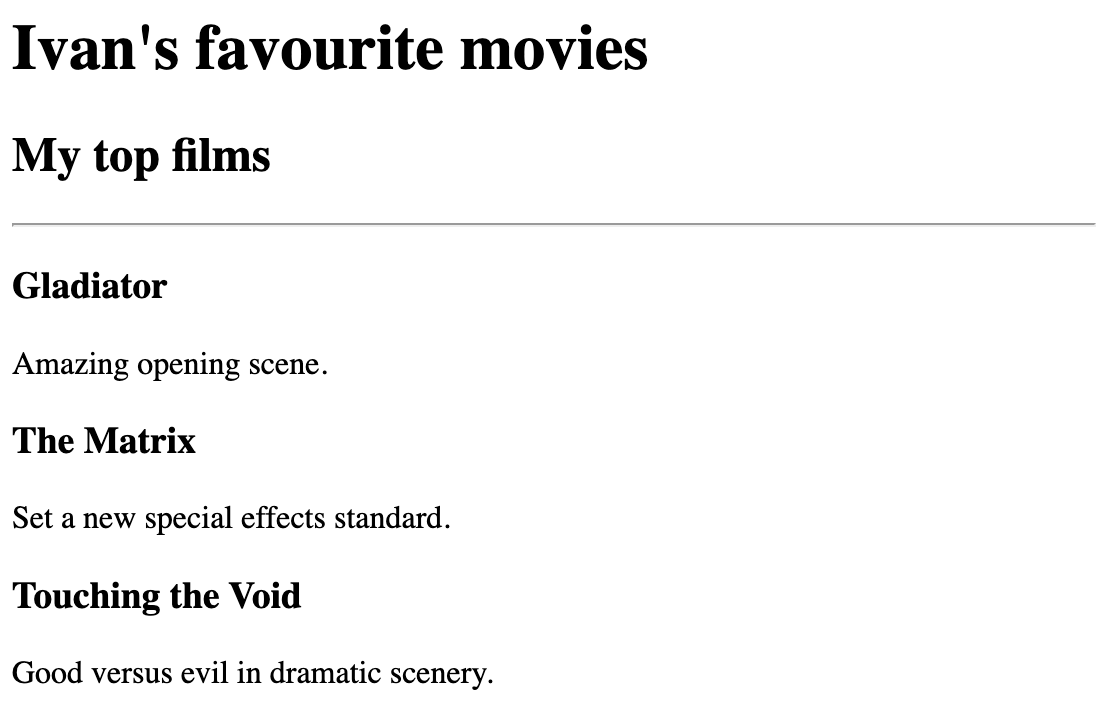 Ivan's favourite movies
My top films
Gladiator
Amazing opening scene.
The Matrix
Set a new special effects standard.
Touching the Void
Good versus evil in dramatic scenery.